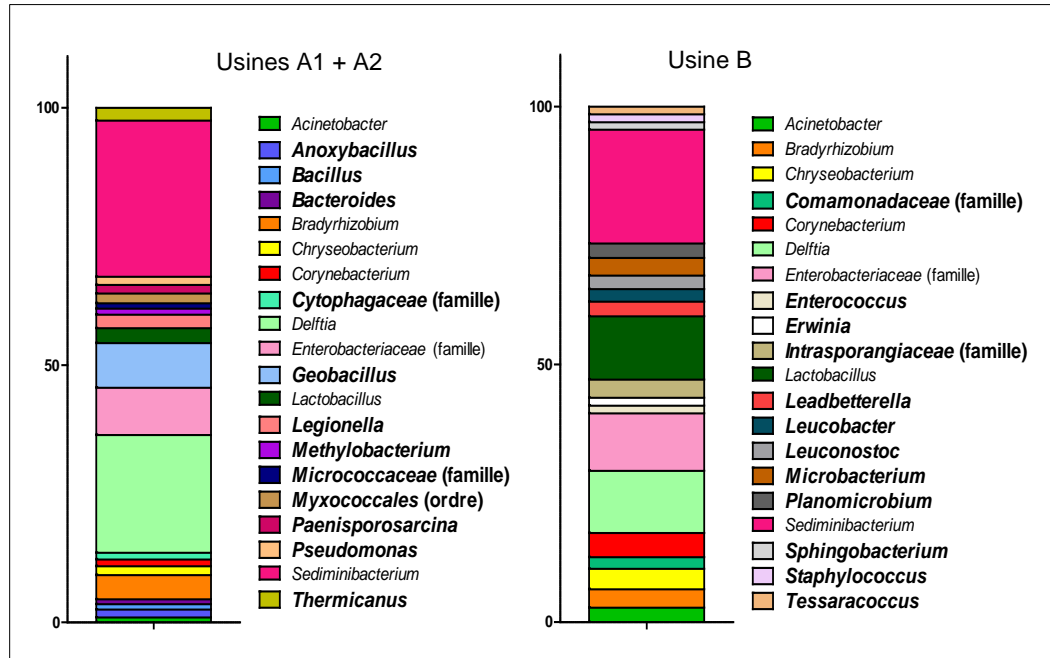 Usines A1 + A2
100
50
0
Acinetobacter
Anoxybacillus
Bacillus
Bacteroides
Bradyrhizobium
Chryseobacterium
Corynebacterium
Cytophagaceae (famille)
Delftia
Enterobacteriaceae (famille)
Geobacillus
Lactobacillus
Legionella
Methylobacterium
Micrococcaceae (famille)
Myxococcales (ordre)
Paenisporosarcina
Pseudomonas
Sediminibacterium
Thermicanus
Usine B
100
50
0
Acinetobacter
Bradyrhizobium
Chryseobacterium
Comamonadaceae (famille)
Corynebacterium
Delftia
Enterobacteriaceae (famille)
Enterococcus
Erwinia
Intrasporangiaceae (famille)
Lactobacillus
Leadbetterella
Leucobacter
Leuconostoc
Microbacterium
Planomicrobium
Sediminibacterium
Sphingobacterium
Staphylococcus
Tessaracoccus